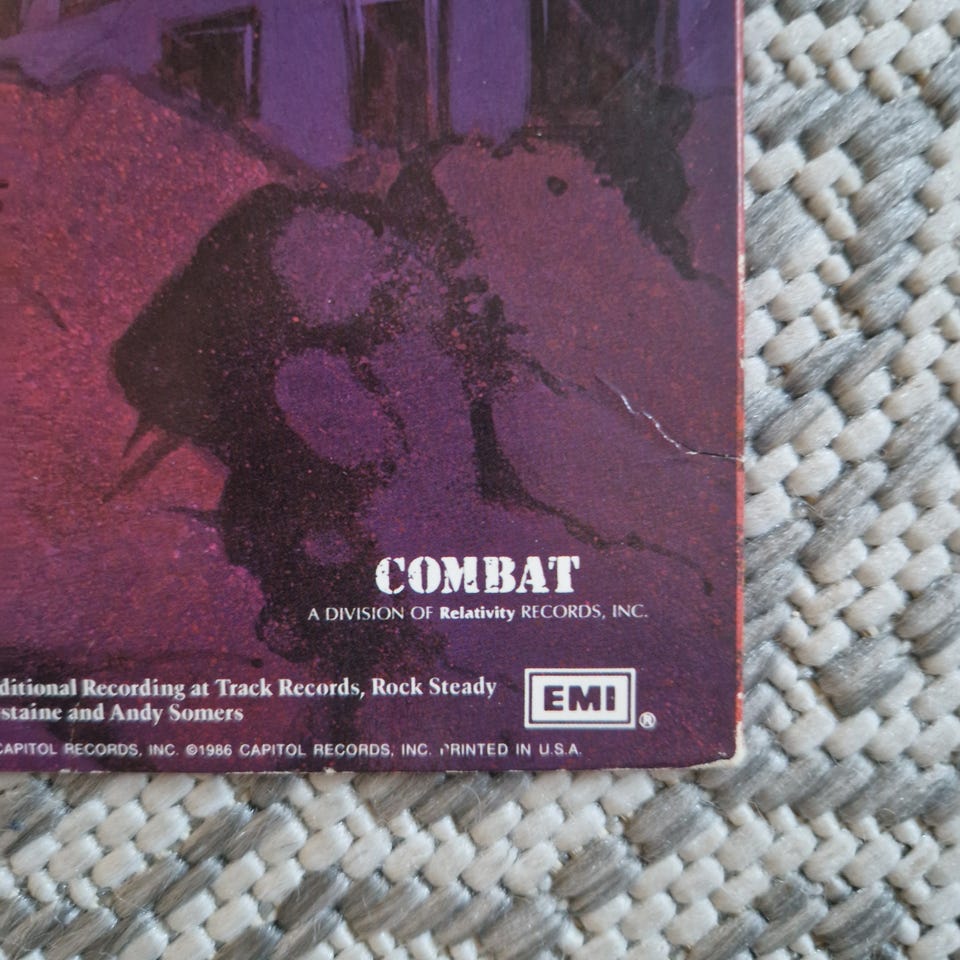 COMBAT
A DIVISION OF Relativity RECORDS, INC.
ditional Recording at Track Records, Rock Steady
staine and Andy Somers
EMI ®
CAPITOL RECORDS, INC. ©1986 CAPITOL RECORDS, INC. PRINTED IN U.S.A.